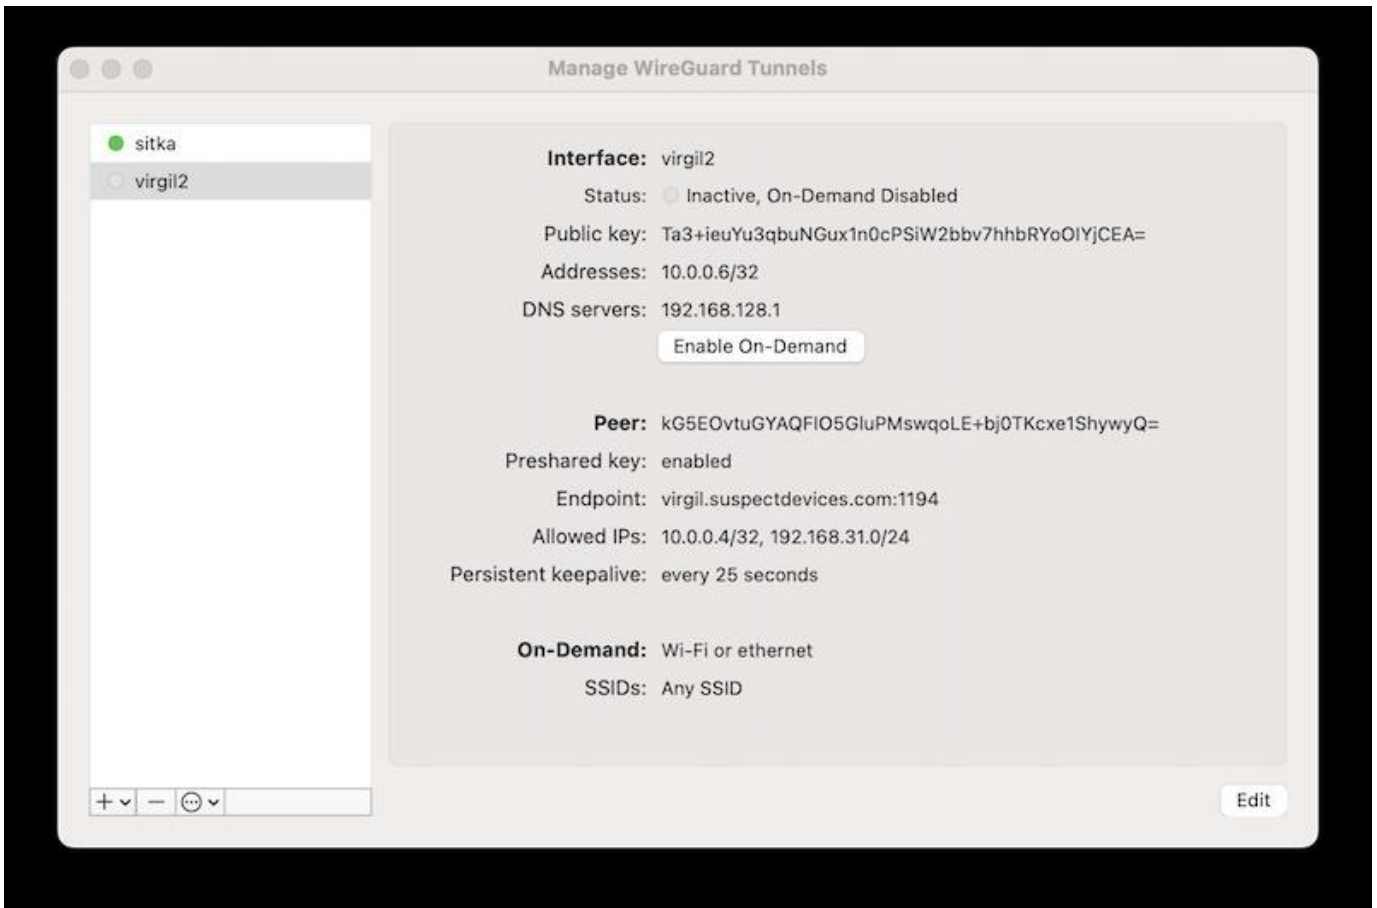 Manage WireGuard Tunnels
sitka
virgil2
Interface: virgil2
Status: Inactive, On-Demand Disabled
Public key: Ta3+ieuYu3qbuNGux1n0cPSiW2bbv7hhbRYoOIYjCEA=
Addresses: 10.0.0.6/32
DNS servers: 192.168.128.1
Enable On-Demand
Peer: kG5EOvtuGYAQFIO5GluPMswqoLE+bj0TKcxe1ShywyQ=
Preshared key: enabled
Endpoint: virgil.suspectdevices.com:1194
Allowed IPs: 10.0.0.4/32, 192.168.31.0/24
Persistent keepalive: every 25 seconds
On-Demand: Wi-Fi or ethernet
SSIDs: Any SSID
Edit